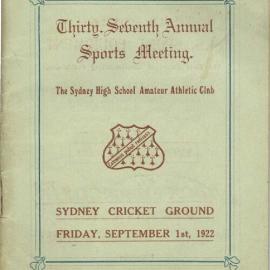 Thirty-Seventh Annual
Sports Meeting.
The Sydney High School Amateur Athletic Club
SYDNEY CRICKET GROUND
FRIDAY, SEPTEMBER 1st, 1922